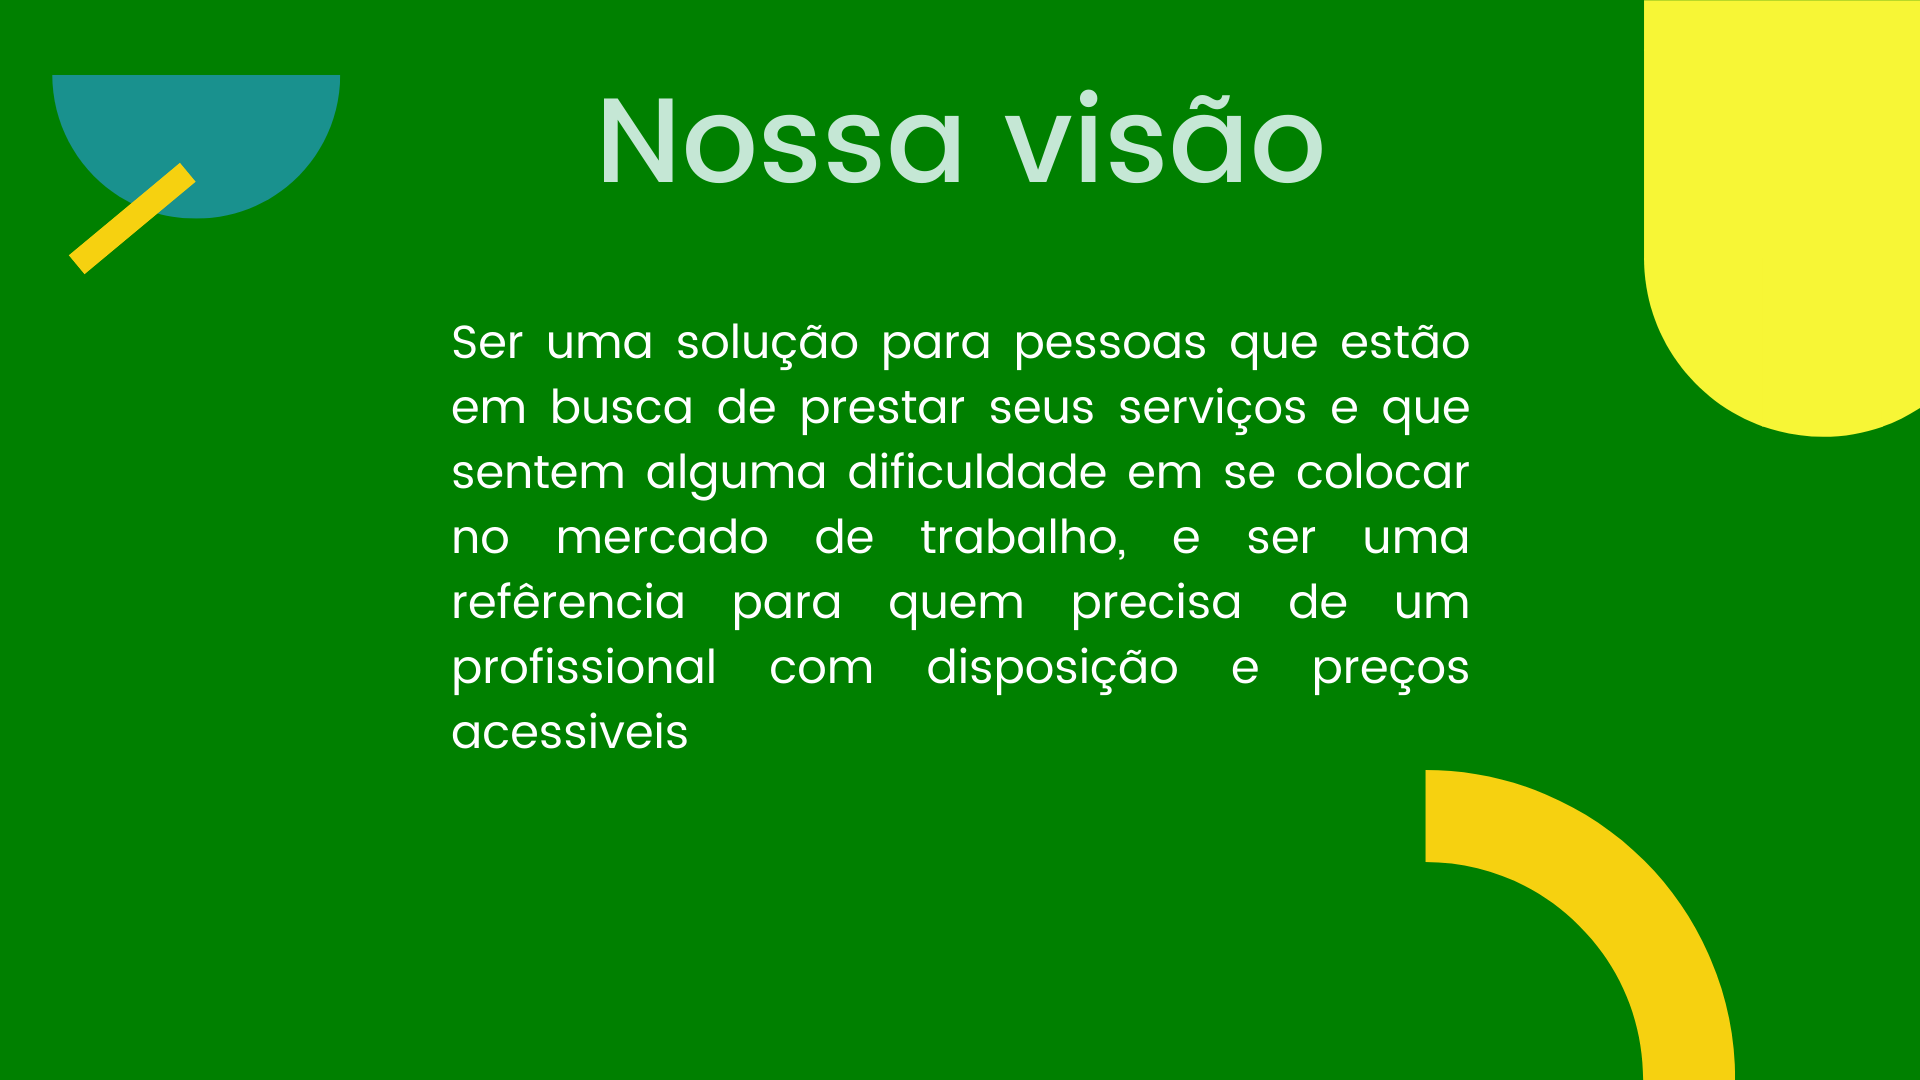 Nossa visão
Ser uma solução para pessoas que estão
em busca de prestar seus serviços e que
sentem alguma dificuldade em se colocar
no mercado de trabalho, e ser uma
refêrencia para quem precisa de um
profissional com disposição e preços
acessiveis